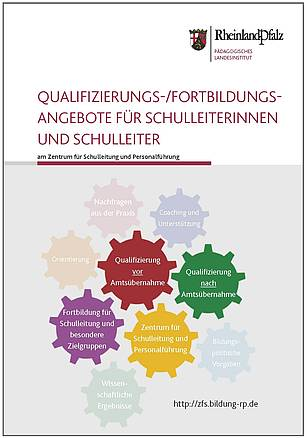 RheinlandPfalz
PÄDAGOGISCHES
LANDESINSTITUT
QUALIFIZIERUNGS-/FORTBILDUNGS-
ANGEBOTE FÜR SCHULLEITERINNEN
UND SCHULLEITER
am Zentrum für Schulleitung und Personalführung
Nachfragen
aus der Praxis
Coaching und
Unterstützung
Orientierung
Qualifizierung
vor
Amtsübernahme
Qualifizierung
nach
Amtsübernahme
Fortbildung für
Schulleitung und
besondere
Zielgruppen
Zentrum für
Schulleitung und
Personalführung
Bildungs-
politische
Vorgaben
Wissen-
schaftliche
Ergebnisse
http://zfs.bildung-rp.de